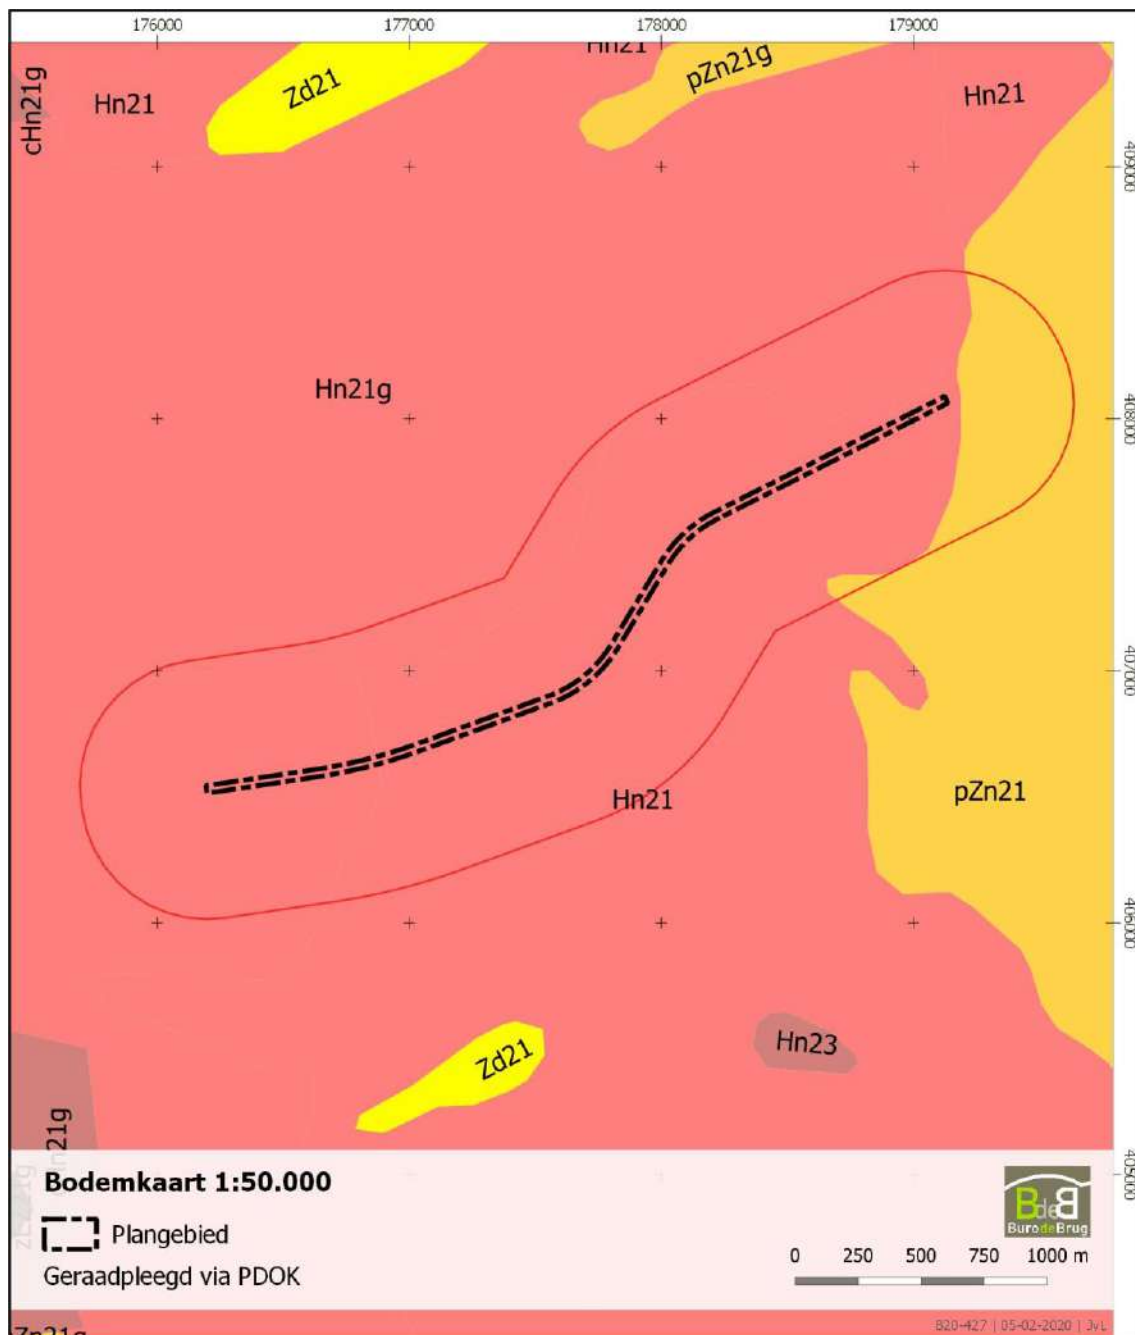 176000 177000 178000 179000
Hn21
Zd21
pZn21g
cHn21g
Hn21
Hn21
409000
408000
Hn21g
407000
Hn21
pZn21
406000
Zd21
Hn23
405000
Bodemkaart 1:50.000
Plangebied
Geraadpleegd via PDOK
BdeB
BurodeBrug
0 250 500 750 1000 m
B20-427 | 05-02-2020 | JvL